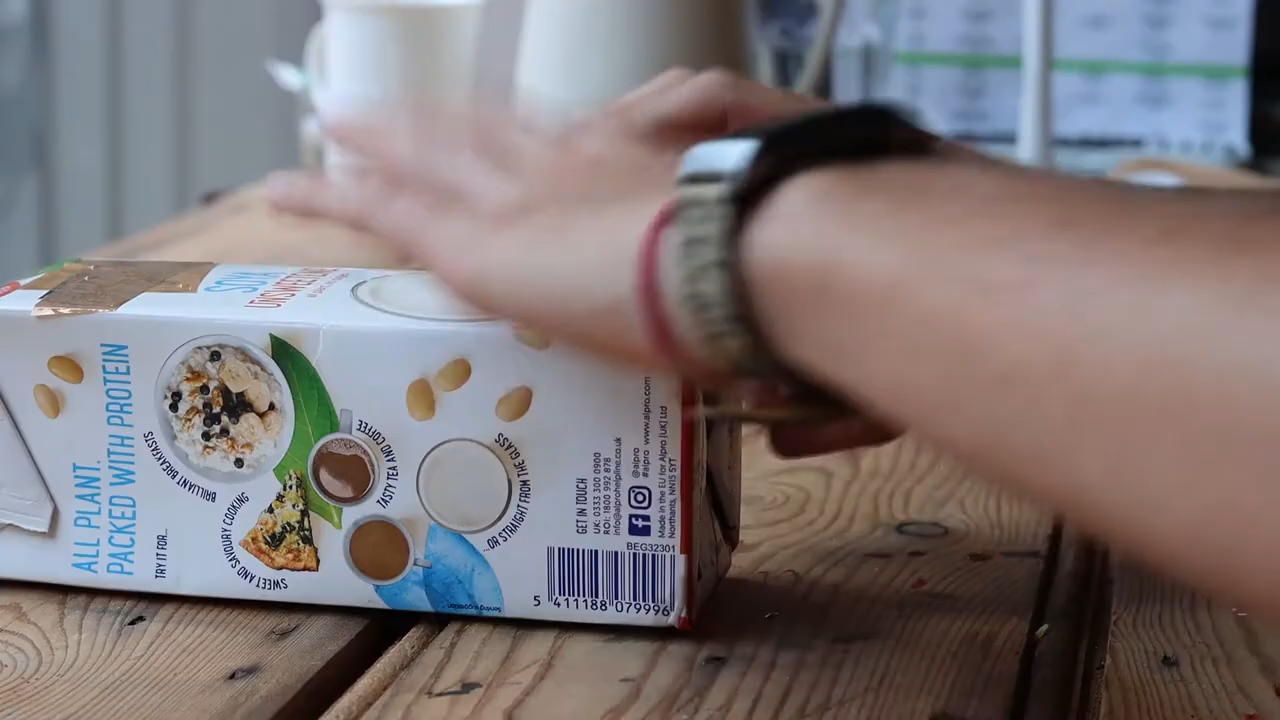 SOYA
UNSWEETENED
ALL PLANT.
PACKED WITH PROTEIN
TRY IT FOR...
BRILLIANT BREAKFASTS
SWEET AND SAVOURY COOKING
TASTY TEA AND COFFEE
...OR STRAIGHT FROM THE GLASS
GET IN TOUCH
UK: 0333 300 0900
ROI: 1800 992 878
info@alprohelpline.co.uk
@alpro
#alpro www.alpro.com
Made in the EU for Alpro (UK) Ltd
Northants, NN15 5YT
BEG32301
5 411188 079996
Serving suggestion